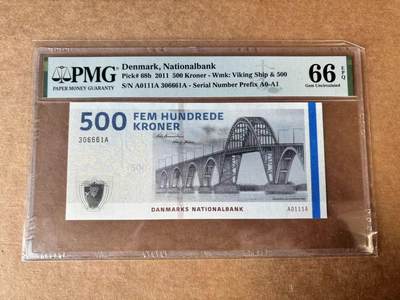 PMG
PAPER MONEY GUARANTY
Denmark, Nationalbank
Pick# 68b 2011 500 Kroner - Wmk: Viking Ship & 500
S/N A0111A 306661A - Serial Number Prefix A0-A1
66 EPQ
Gem Uncirculated
500 FEM HUNDREDE
KRONER
306661A
DANMARKS NATIONALBANK
A0111A